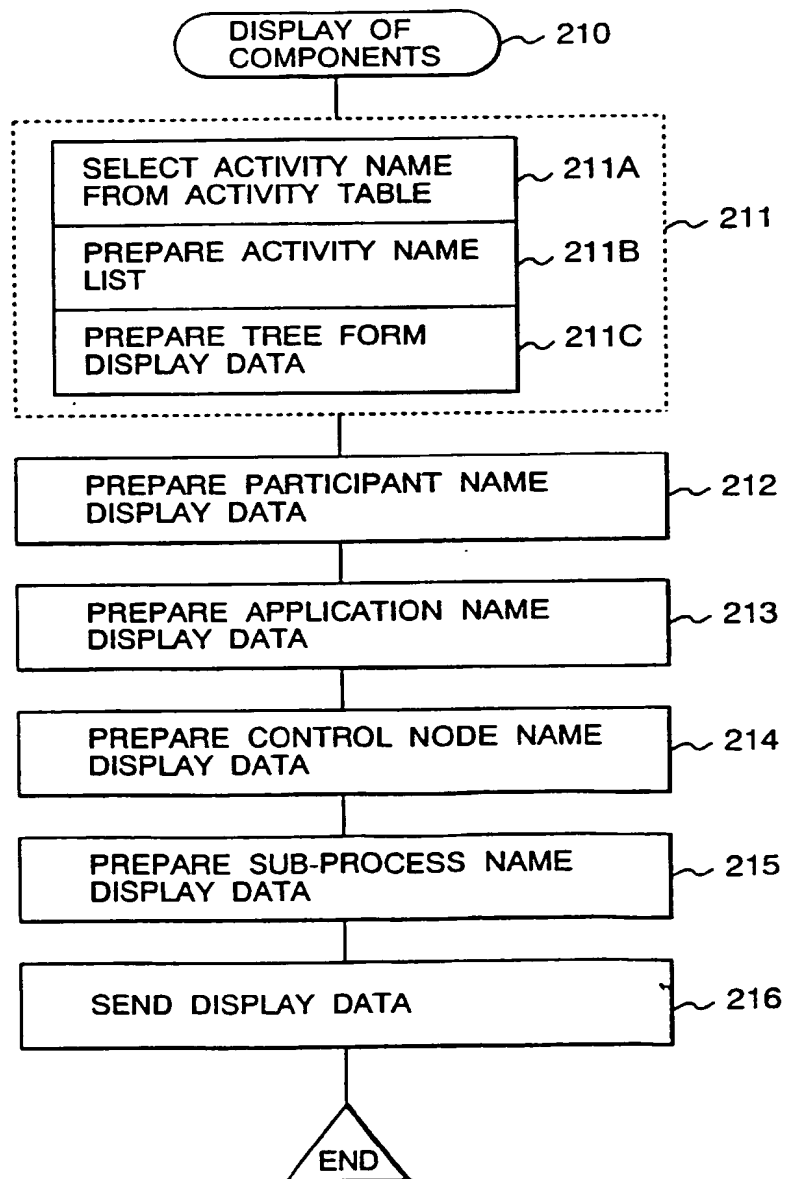 DISPLAY OF
COMPONENTS
210
SELECT ACTIVITY NAME
FROM ACTIVITY TABLE
211A
211
PREPARE ACTIVITY NAME
LIST
211B
PREPARE TREE FORM
DISPLAY DATA
211C
PREPARE PARTICIPANT NAME
DISPLAY DATA
212
PREPARE APPLICATION NAME
DISPLAY DATA
213
PREPARE CONTROL NODE NAME
DISPLAY DATA
214
PREPARE SUB-PROCESS NAME
DISPLAY DATA
215
SEND DISPLAY DATA
216
END